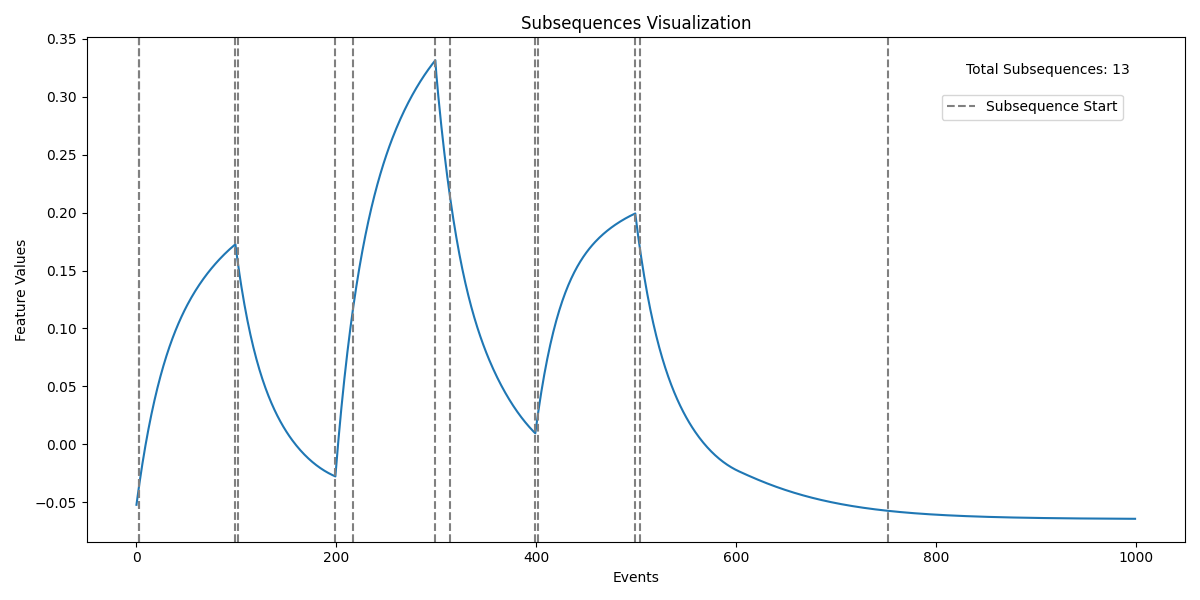 Subsequences Visualization
Total Subsequences: 13
Subsequence Start
Feature Values
0.35
0.30
0.25
0.20
0.15
0.10
0.05
0.00
−0.05
0 200 400 600 800 1000
Events